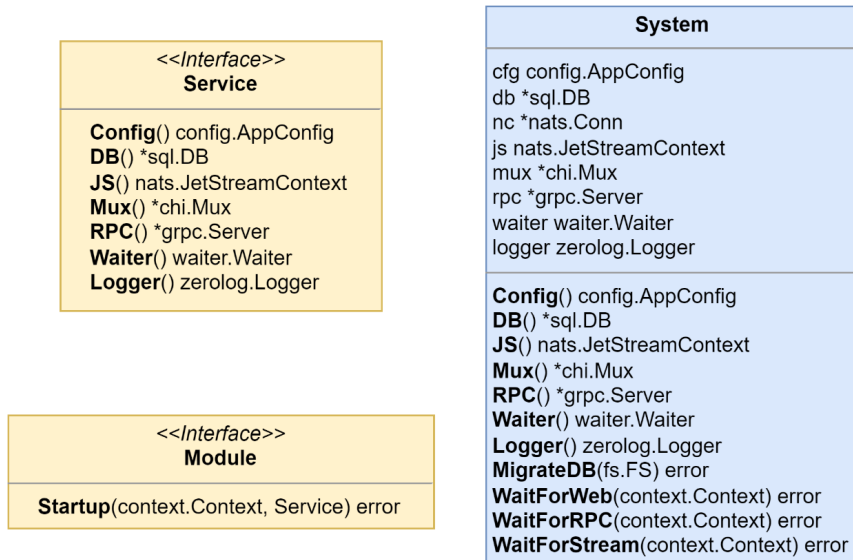 <<Interface>>
Service
Config() config.AppConfig
DB() *sql.DB
JS() nats.JetStreamContext
Mux() *chi.Mux
RPC() *grpc.Server
Waiter() waiter.Waiter
Logger() zerolog.Logger
<<Interface>>
Module
Startup(context.Context, Service) error
System
cfg config.AppConfig
db *sql.DB
nc *nats.Conn
js nats.JetStreamContext
mux *chi.Mux
rpc *grpc.Server
waiter waiter.Waiter
logger zerolog.Logger
Config() config.AppConfig
DB() *sql.DB
JS() nats.JetStreamContext
Mux() *chi.Mux
RPC() *grpc.Server
Waiter() waiter.Waiter
Logger() zerolog.Logger
MigrateDB(fs.FS) error
WaitForWeb(context.Context) error
WaitForRPC(context.Context) error
WaitForStream(context.Context) error